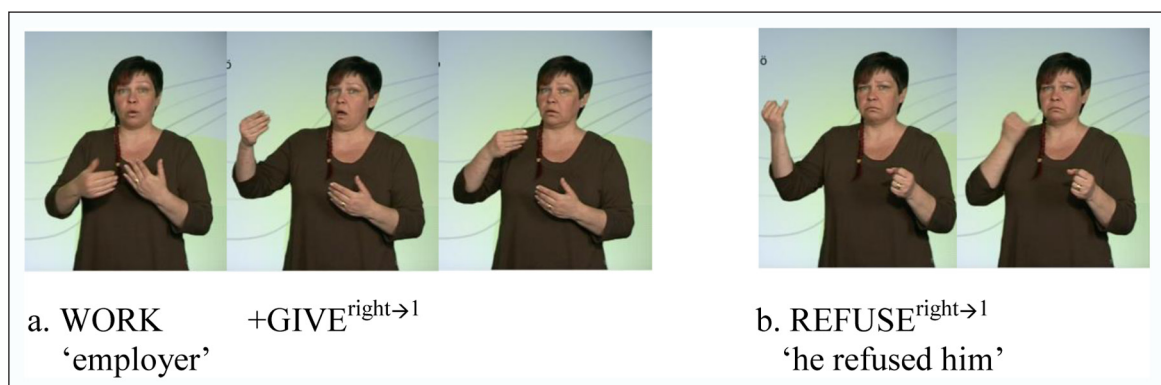 ö
ö
a. WORK +GIVE^right→1
b. REFUSE^right→1
'employer'
'he refused him'